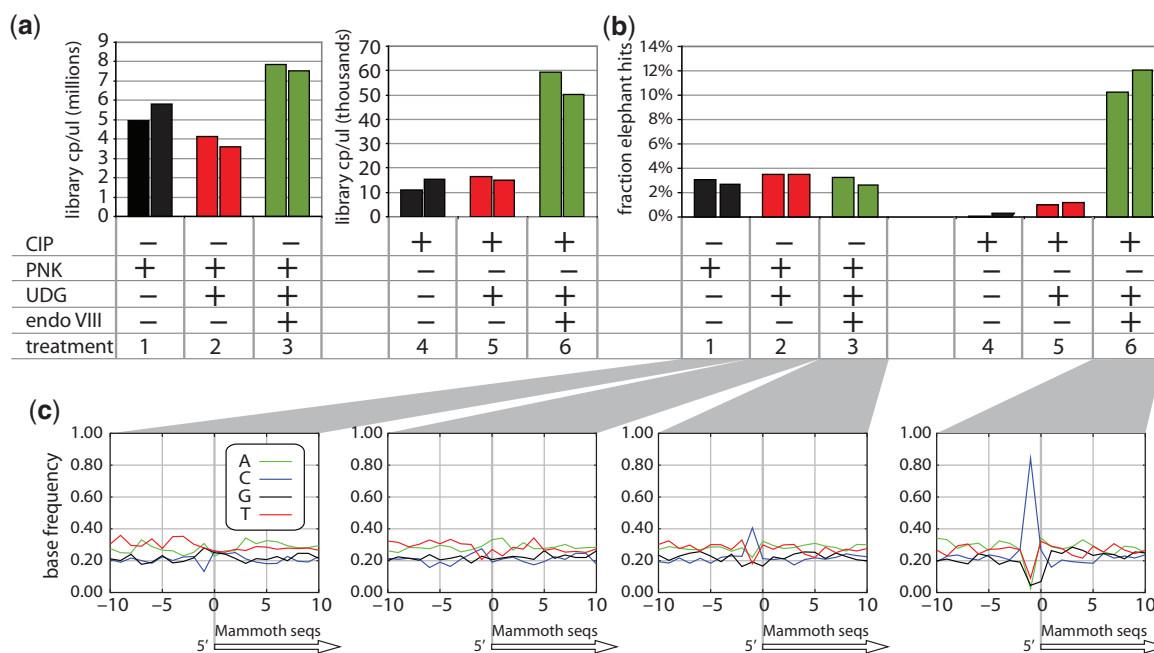 (a)
library cp/ul (millions)
9
8
7
6
5
4
3
2
1
0
library cp/ul (thousands)
70
60
50
40
30
20
10
0
(b)
fraction elephant hits
14%
12%
10%
8%
6%
4%
2%
0%
CIP − − − + + + − − − + + +
PNK + + + − − − + + + − − −
UDG − + + − + + − + + − + +
endo VIII − − + − − + − − + − − +
treatment 1 2 3 4 5 6 1 2 3 4 5 6
(c)
base frequency
1.00
0.80
0.60
0.40
0.20
0.00
A
C
G
T
−10 −5 0 5 10
5′ Mammoth seqs
1.00
0.80
0.60
0.40
0.20
0.00
−10 −5 0 5 10
5′ Mammoth seqs
1.00
0.80
0.60
0.40
0.20
0.00
−10 −5 0 5 10
5′ Mammoth seqs
1.00
0.80
0.60
0.40
0.20
0.00
−10 −5 0 5 10
5′ Mammoth seqs